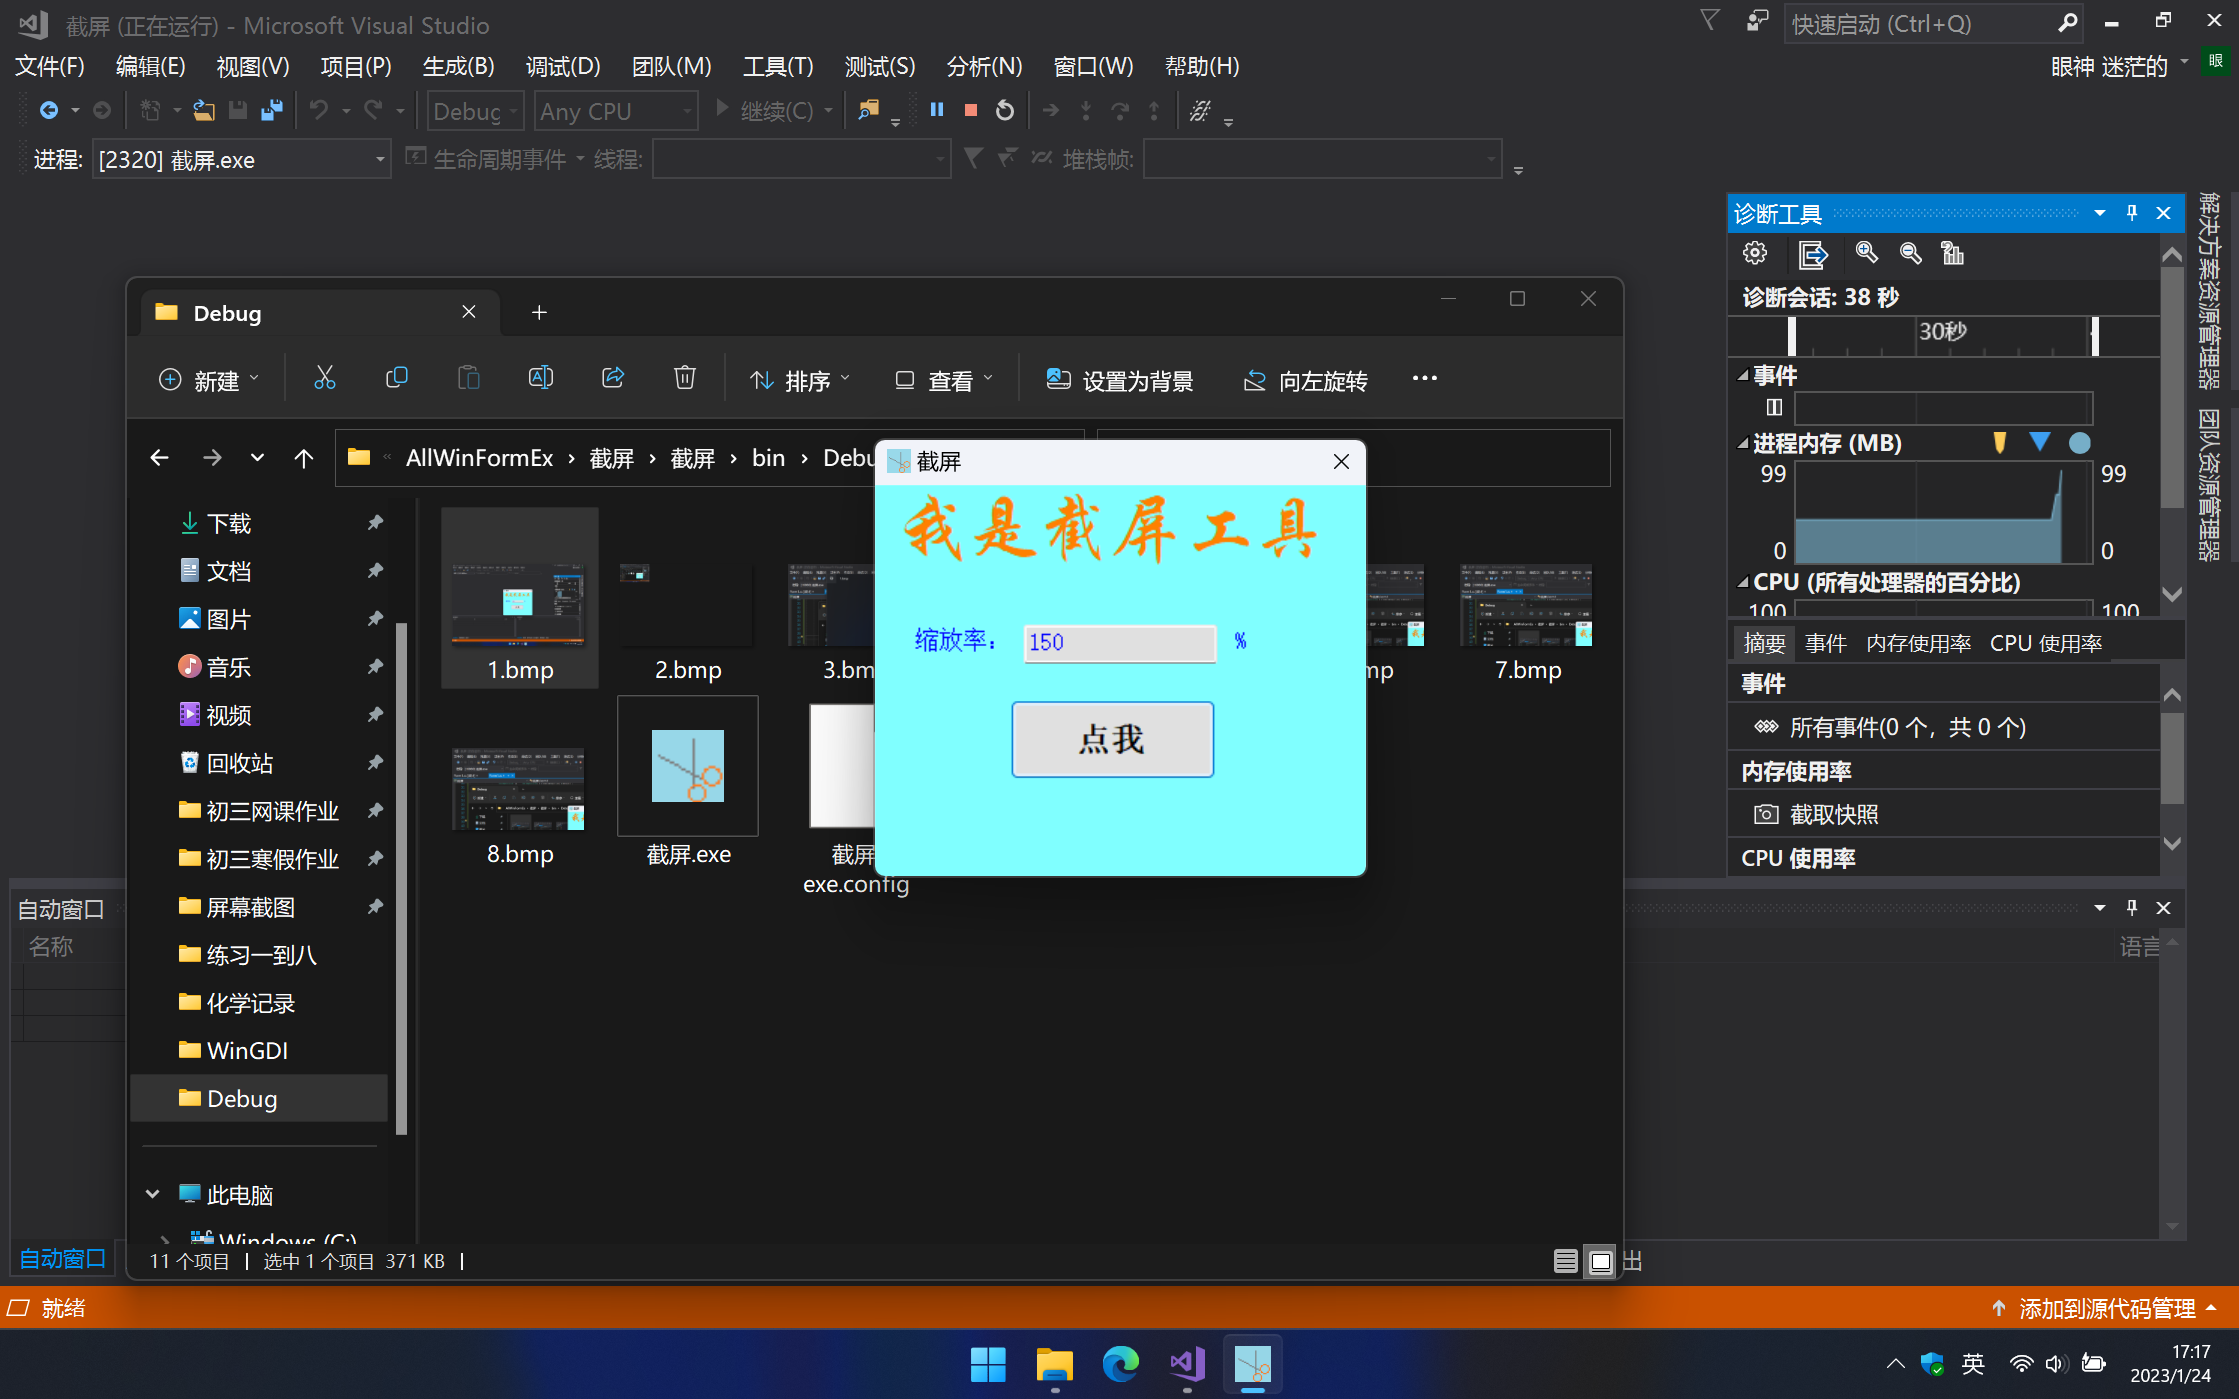 截屏 (正在运行) - Microsoft Visual Studio
快速启动 (Ctrl+Q)
文件(F) 编辑(E) 视图(V) 项目(P) 生成(B) 调试(D) 团队(M) 工具(T) 测试(S) 分析(N) 窗口(W) 帮助(H)
眼神 迷茫的 眼
Debug Any CPU 继续(C)
进程: [2320] 截屏.exe 生命周期事件 线程: 堆栈帧:
诊断工具
诊断会话: 38 秒
30秒
事件
进程内存 (MB)
99 99
0 0
CPU (所有处理器的百分比)
100 100
摘要 事件 内存使用率 CPU 使用率
事件
所有事件(0 个，共 0 个)
内存使用率
截取快照
CPU 使用率
解决方案资源管理器
团队资源管理器
Debug
新建 排序 查看 设置为背景 向左旋转
« AllWinFormEx › 截屏 › 截屏 › bin › Debu
下载
文档
图片
音乐
视频
回收站
初三网课作业
初三寒假作业
屏幕截图
练习一到八
化学记录
WinGDI
Debug
此电脑
Windows (C:)
1.bmp 2.bmp 3.bm mp 7.bmp
8.bmp 截屏.exe 截屏
exe.config
11 个项目 选中 1 个项目 371 KB
截屏
我是截屏工具
缩放率： 150 %
点我
自动窗口
名称
语言
自动窗口
出
就绪
添加到源代码管理
英
17:17
2023/1/24